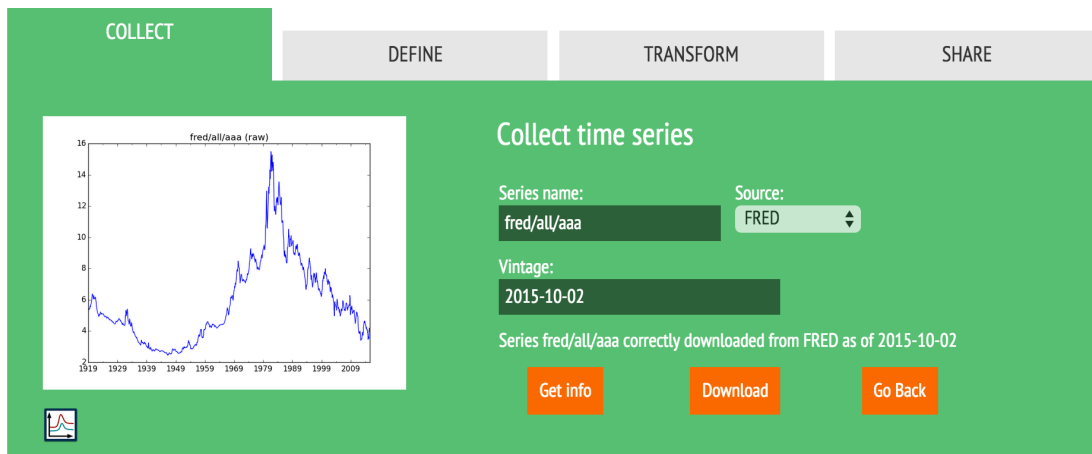 COLLECT
DEFINE
TRANSFORM
SHARE
fred/all/aaa (raw)
16
14
12
10
8
6
4
2
1919 1929 1939 1949 1959 1969 1979 1989 1999 2009
Collect time series
Series name:
Source:
fred/all/aaa
FRED
Vintage:
2015-10-02
Series fred/all/aaa correctly downloaded from FRED as of 2015-10-02
Get info
Download
Go Back